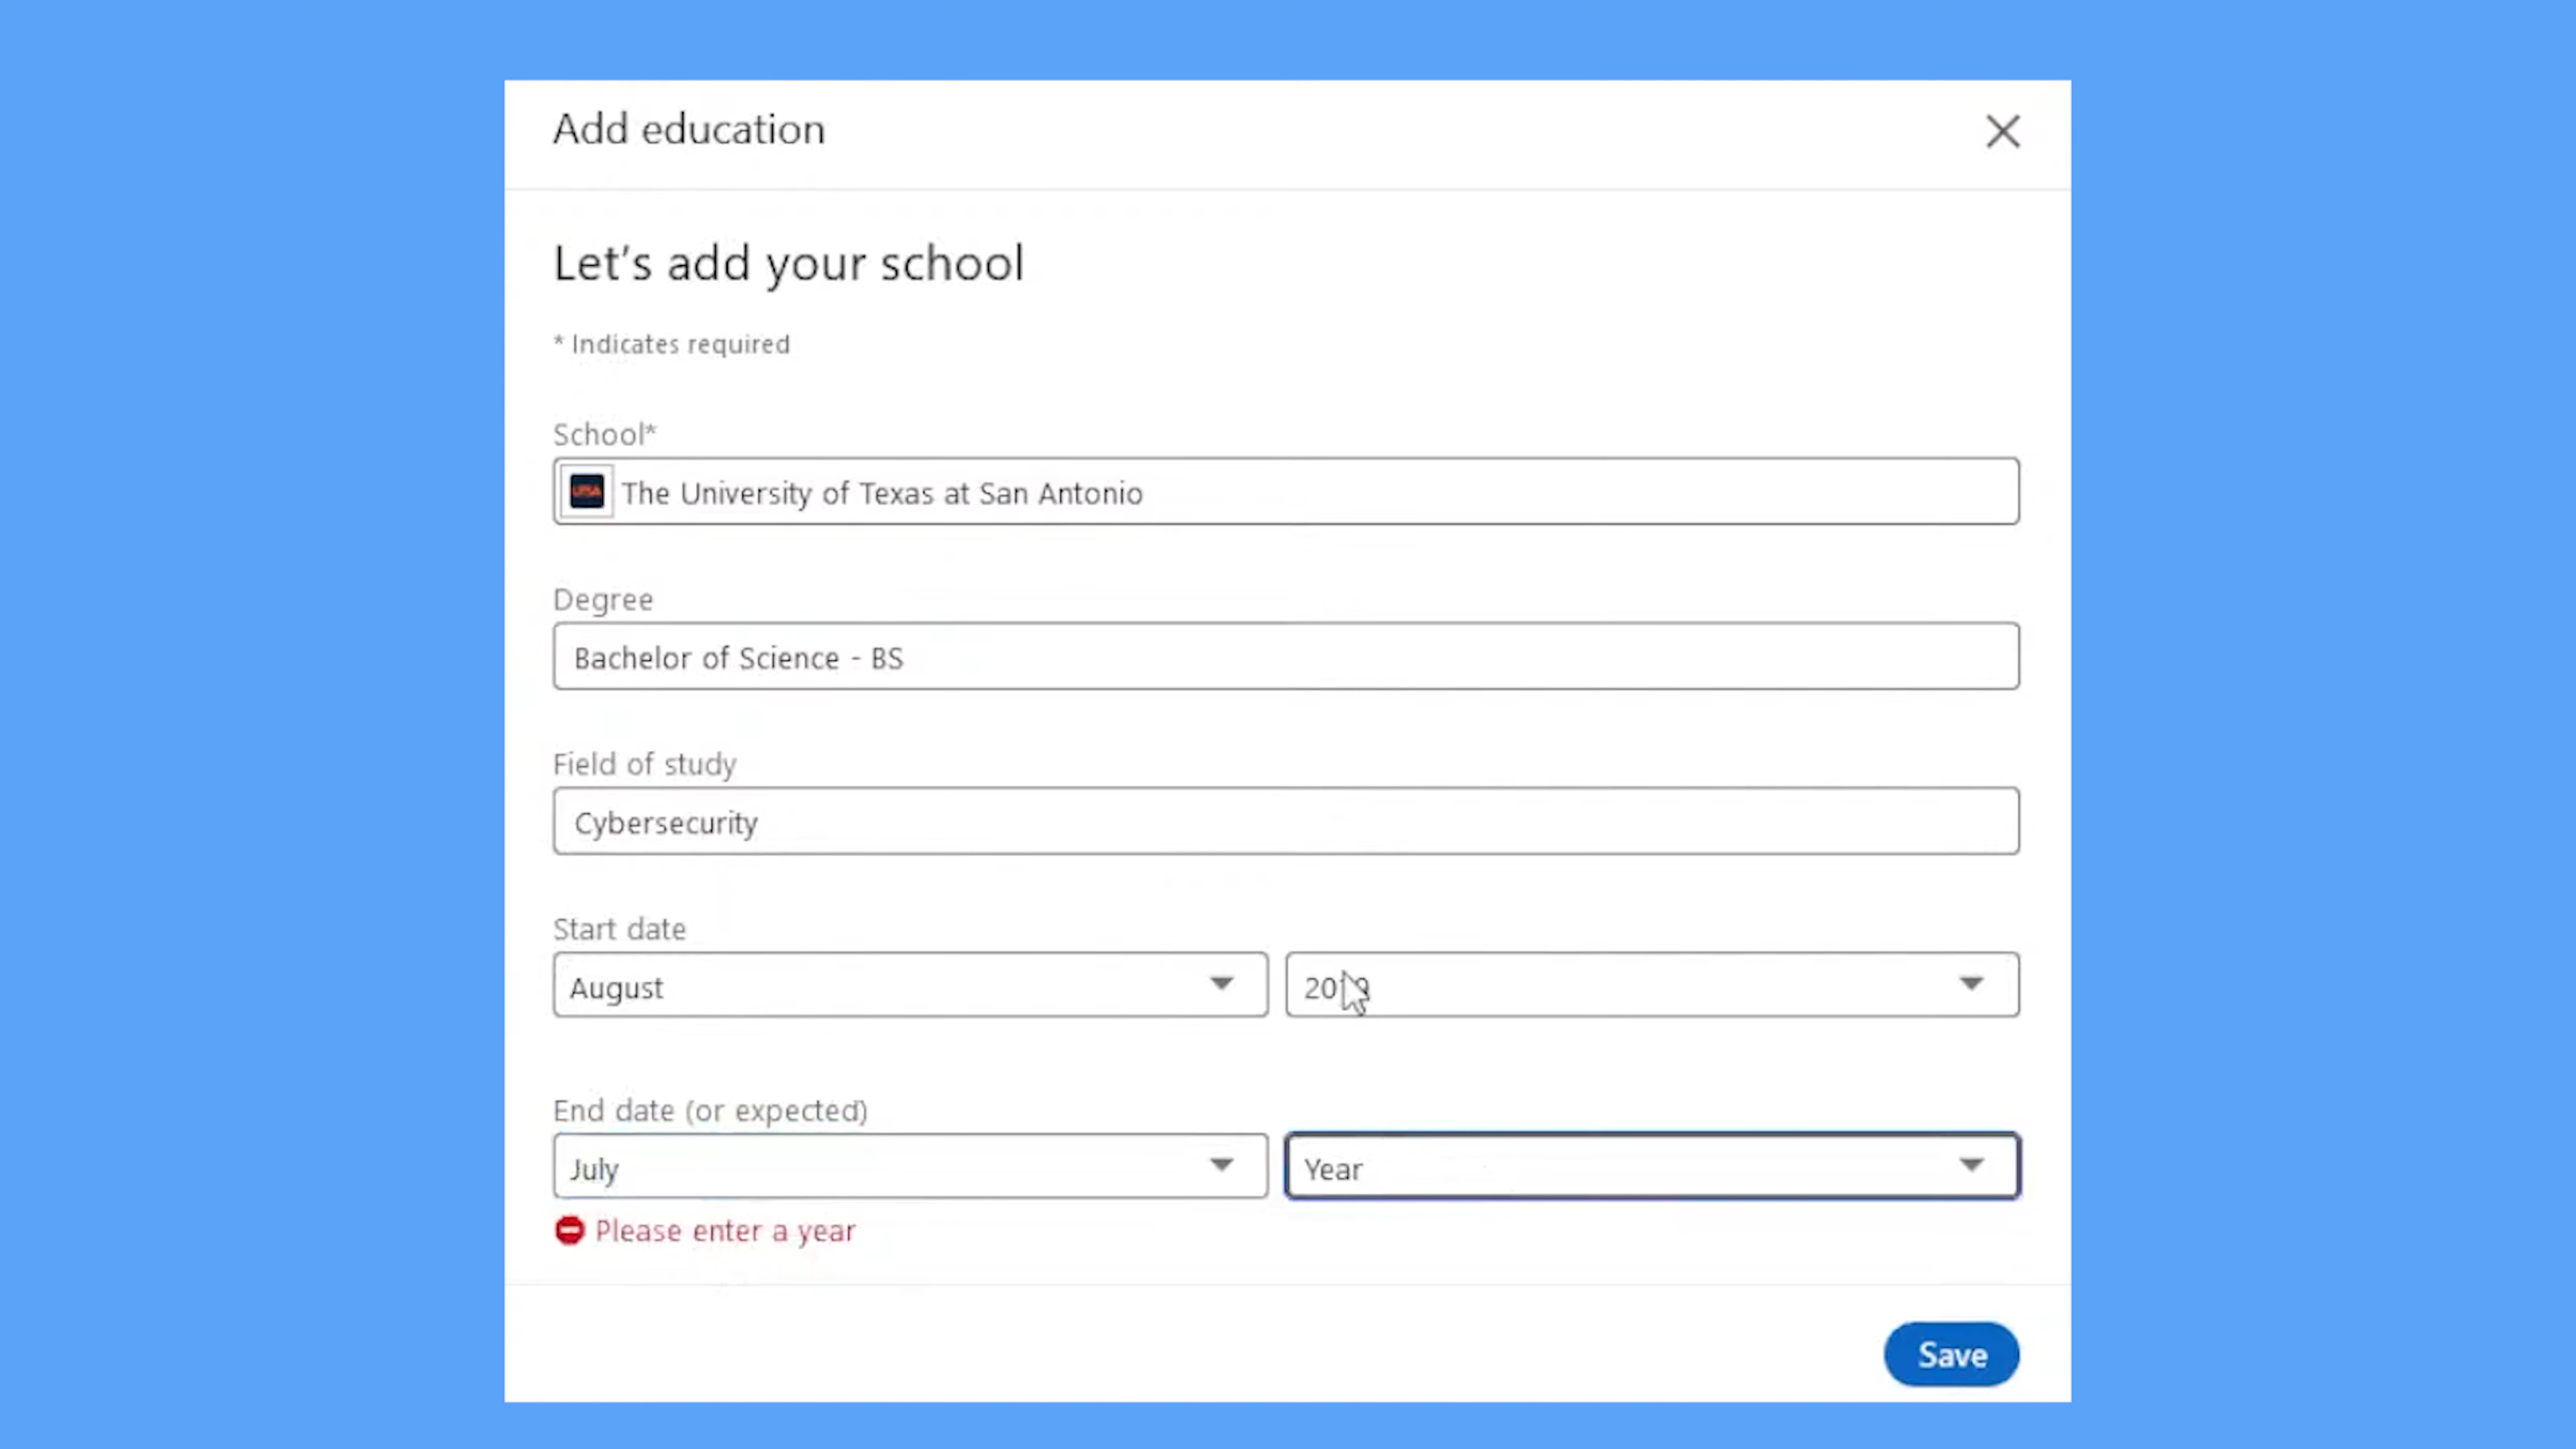 Add education
Let's add your school
* Indicates required
School*
The University of Texas at San Antonio
Degree
Bachelor of Science - BS
Field of study
Cybersecurity
Start date
August
End date (or expected)
July
Year
Please enter a year
Save